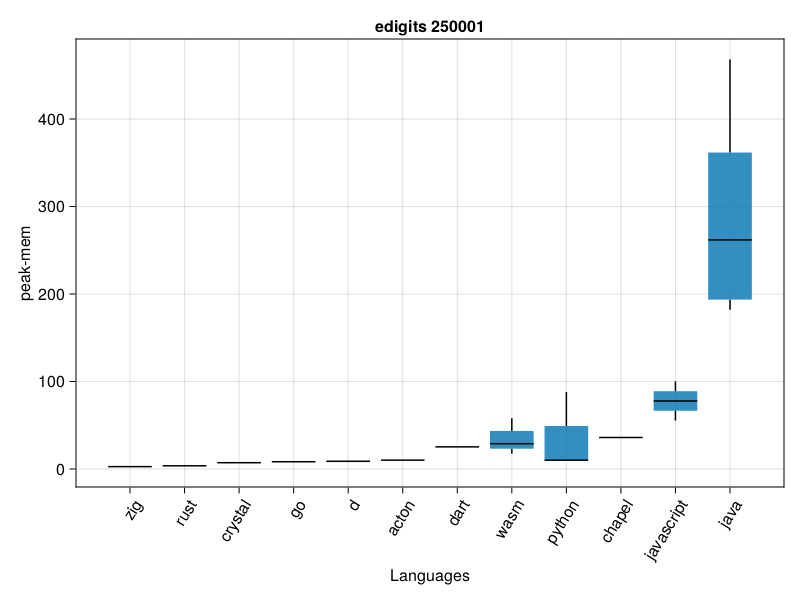 edigits 250001
peak-mem
400
300
200
100
0
zig
rust
crystal
go
d
acton
dart
wasm
python
chapel
javascript
java
Languages